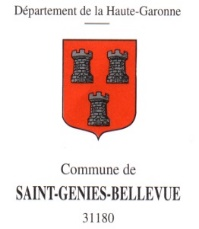 Département de la Haute-Garonne
Commune de
SAINT-GENIES-BELLEVUE
31180